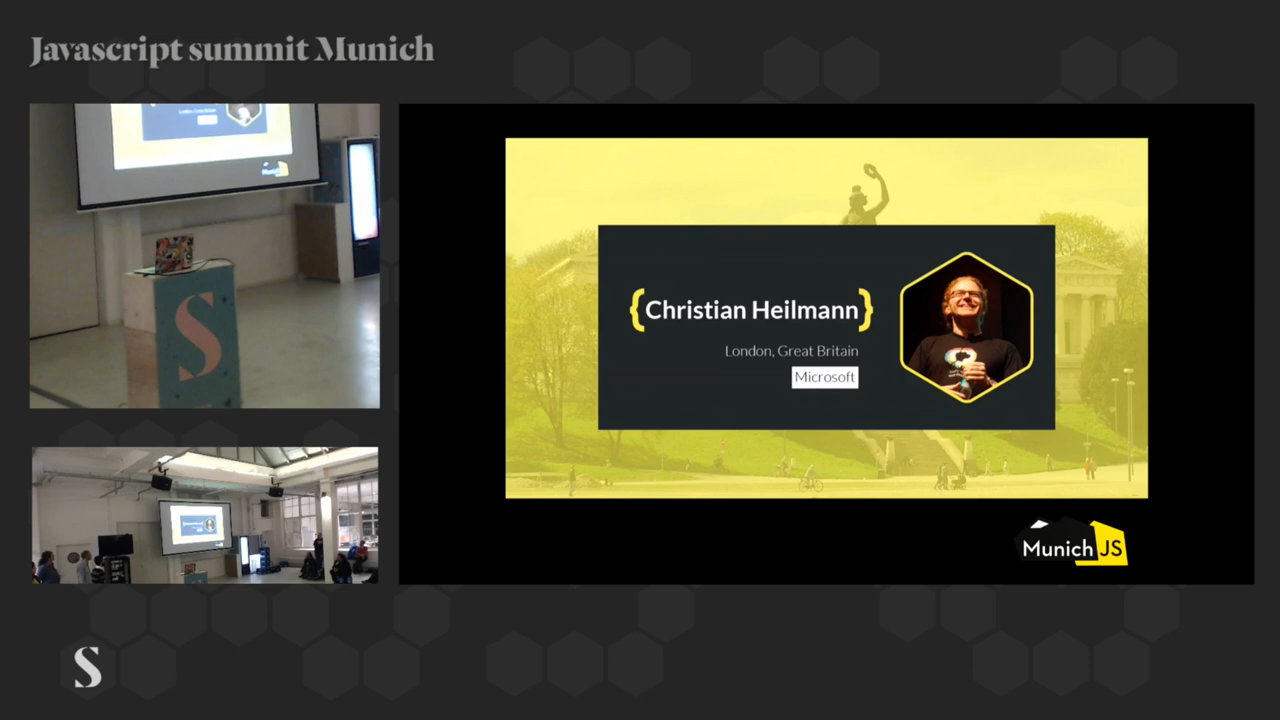 Javascript summit Munich
S
{Christian Heilmann}
London, Great Britain
Microsoft
Munich JS
S